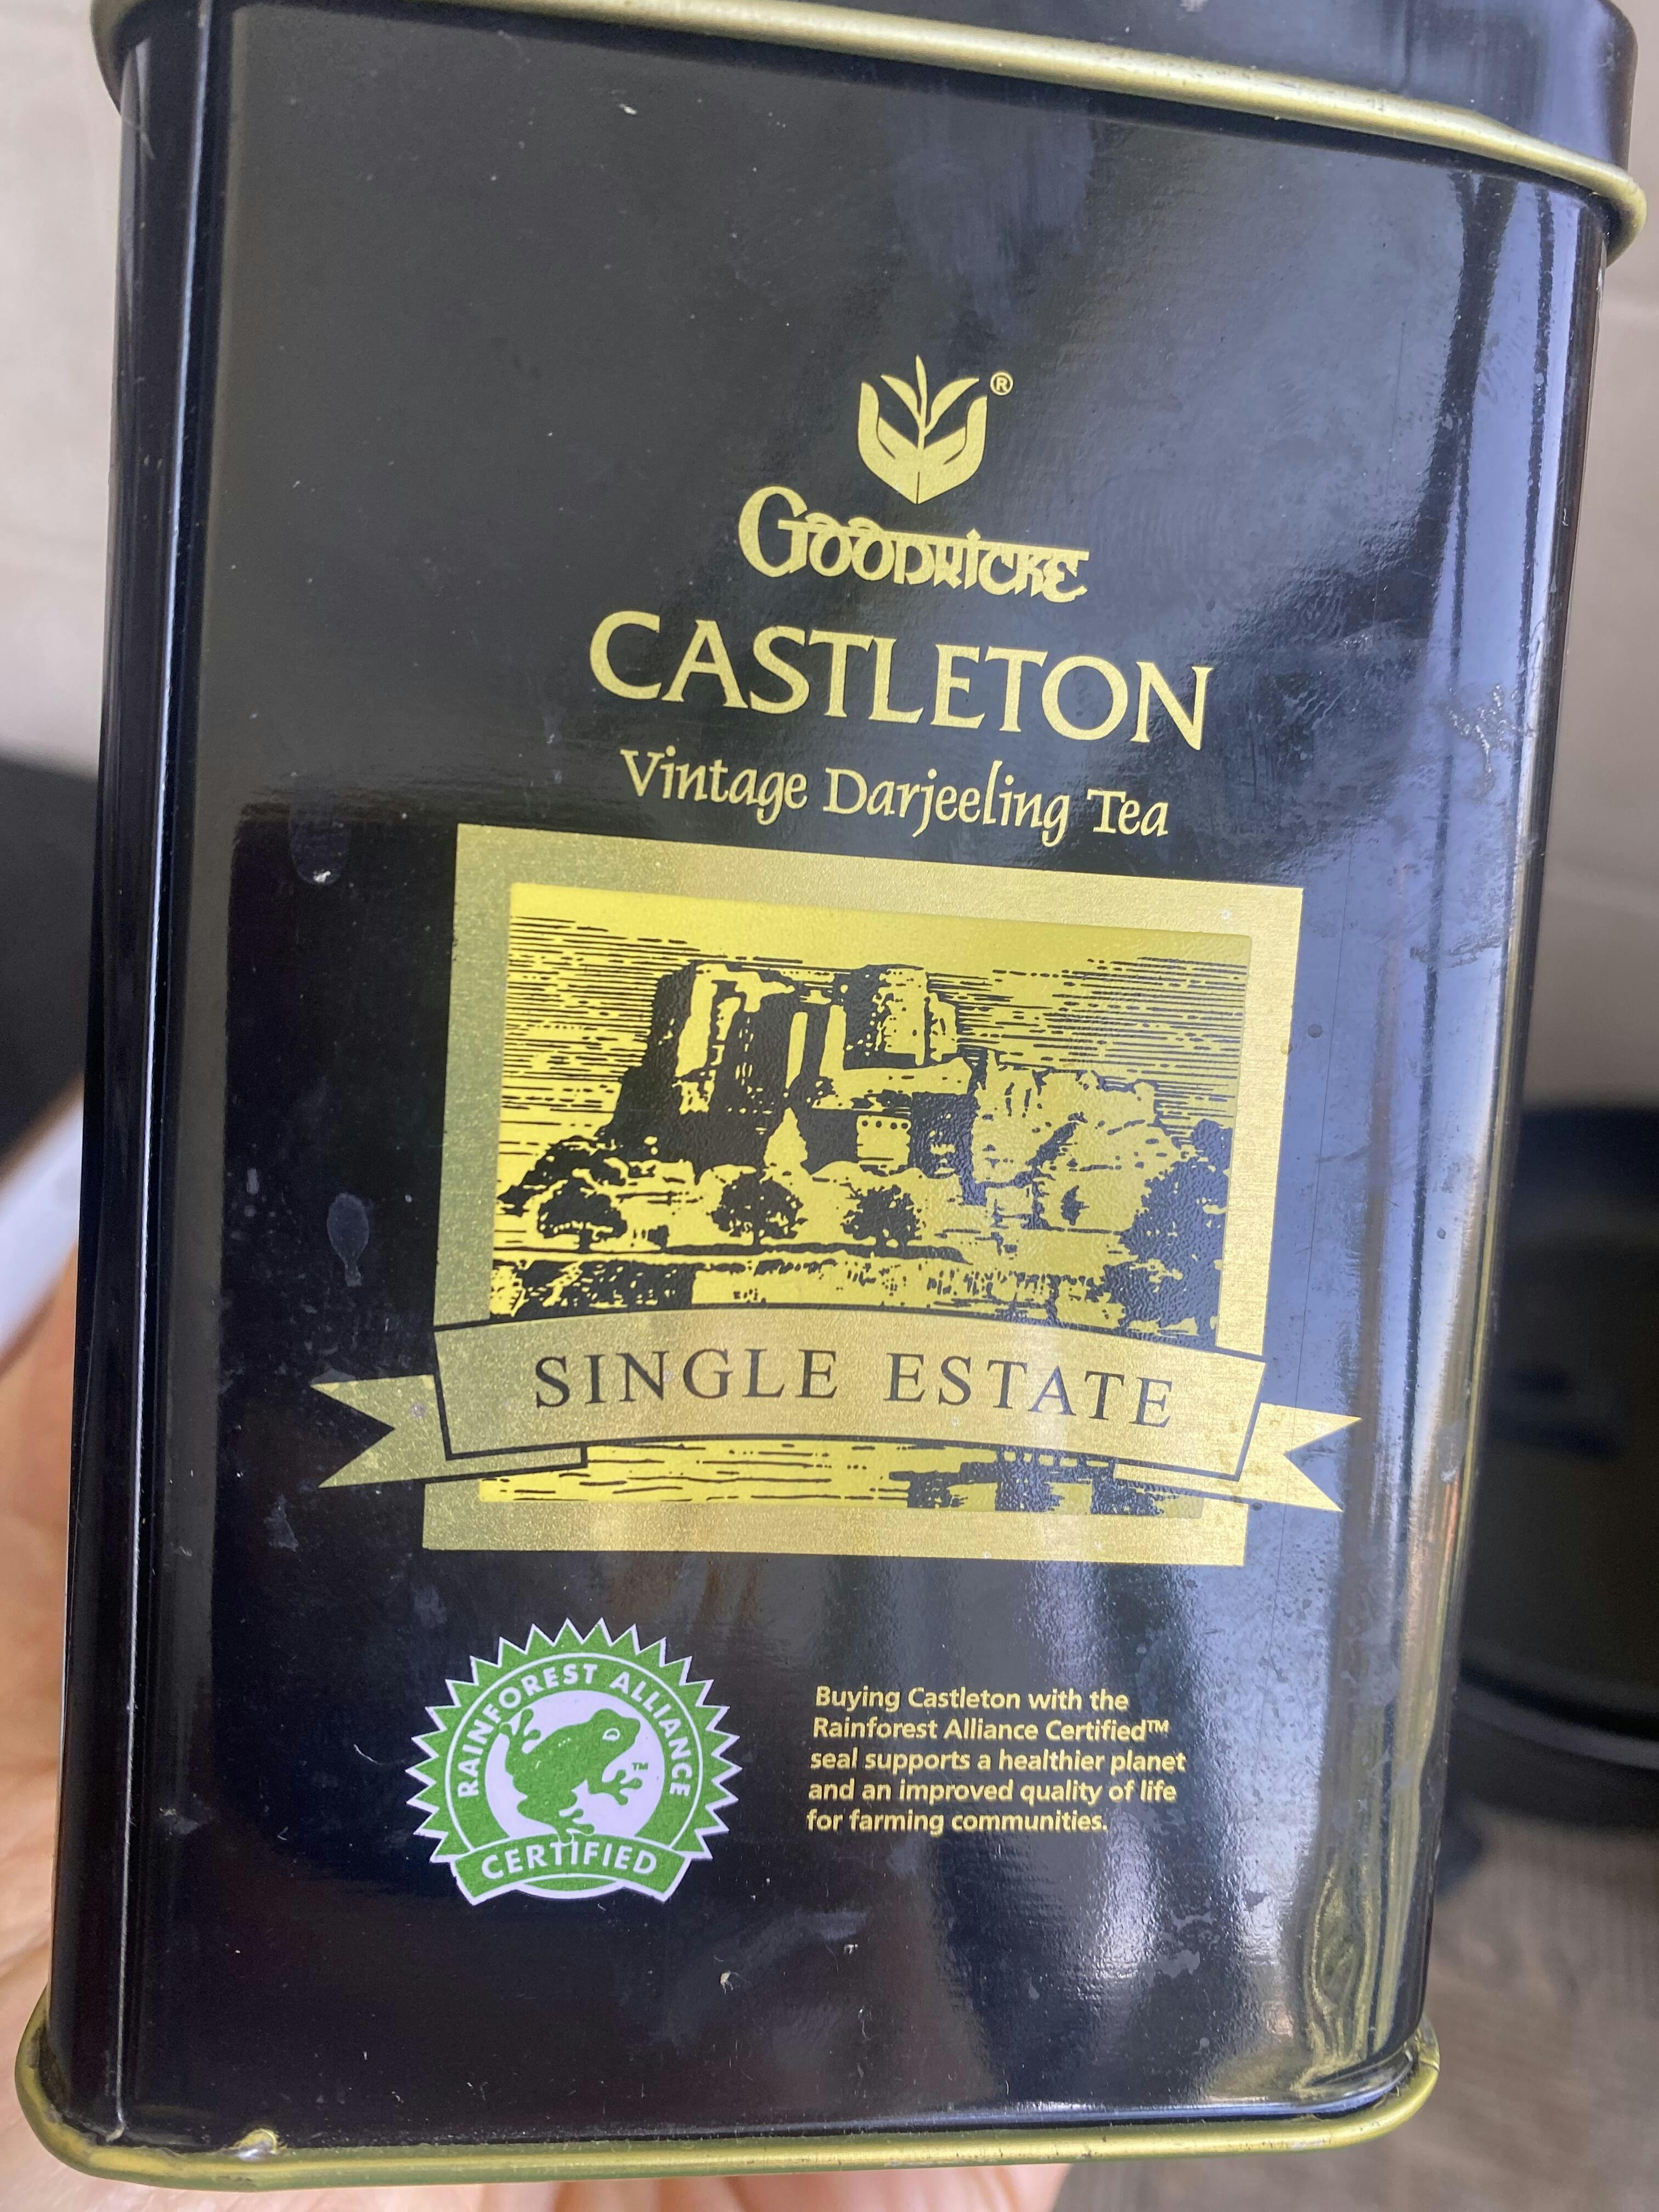 ®
GOODRICKE
CASTLETON
Vintage Darjeeling Tea
SINGLE ESTATE
RAINFOREST ALLIANCE
TM
CERTIFIED
Buying Castleton with the
Rainforest Alliance Certified™
seal supports a healthier planet
and an improved quality of life
for farming communities.